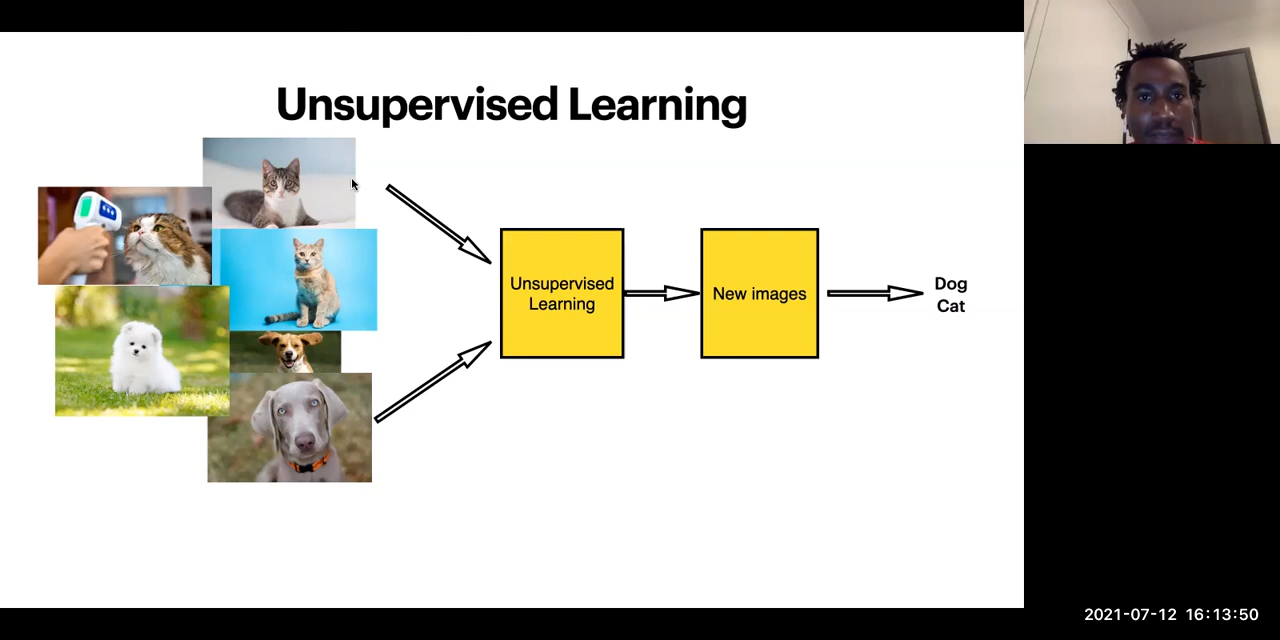 Unsupervised Learning
Unsupervised
Learning
New images
Dog
Cat
2021-07-12 16:13:50